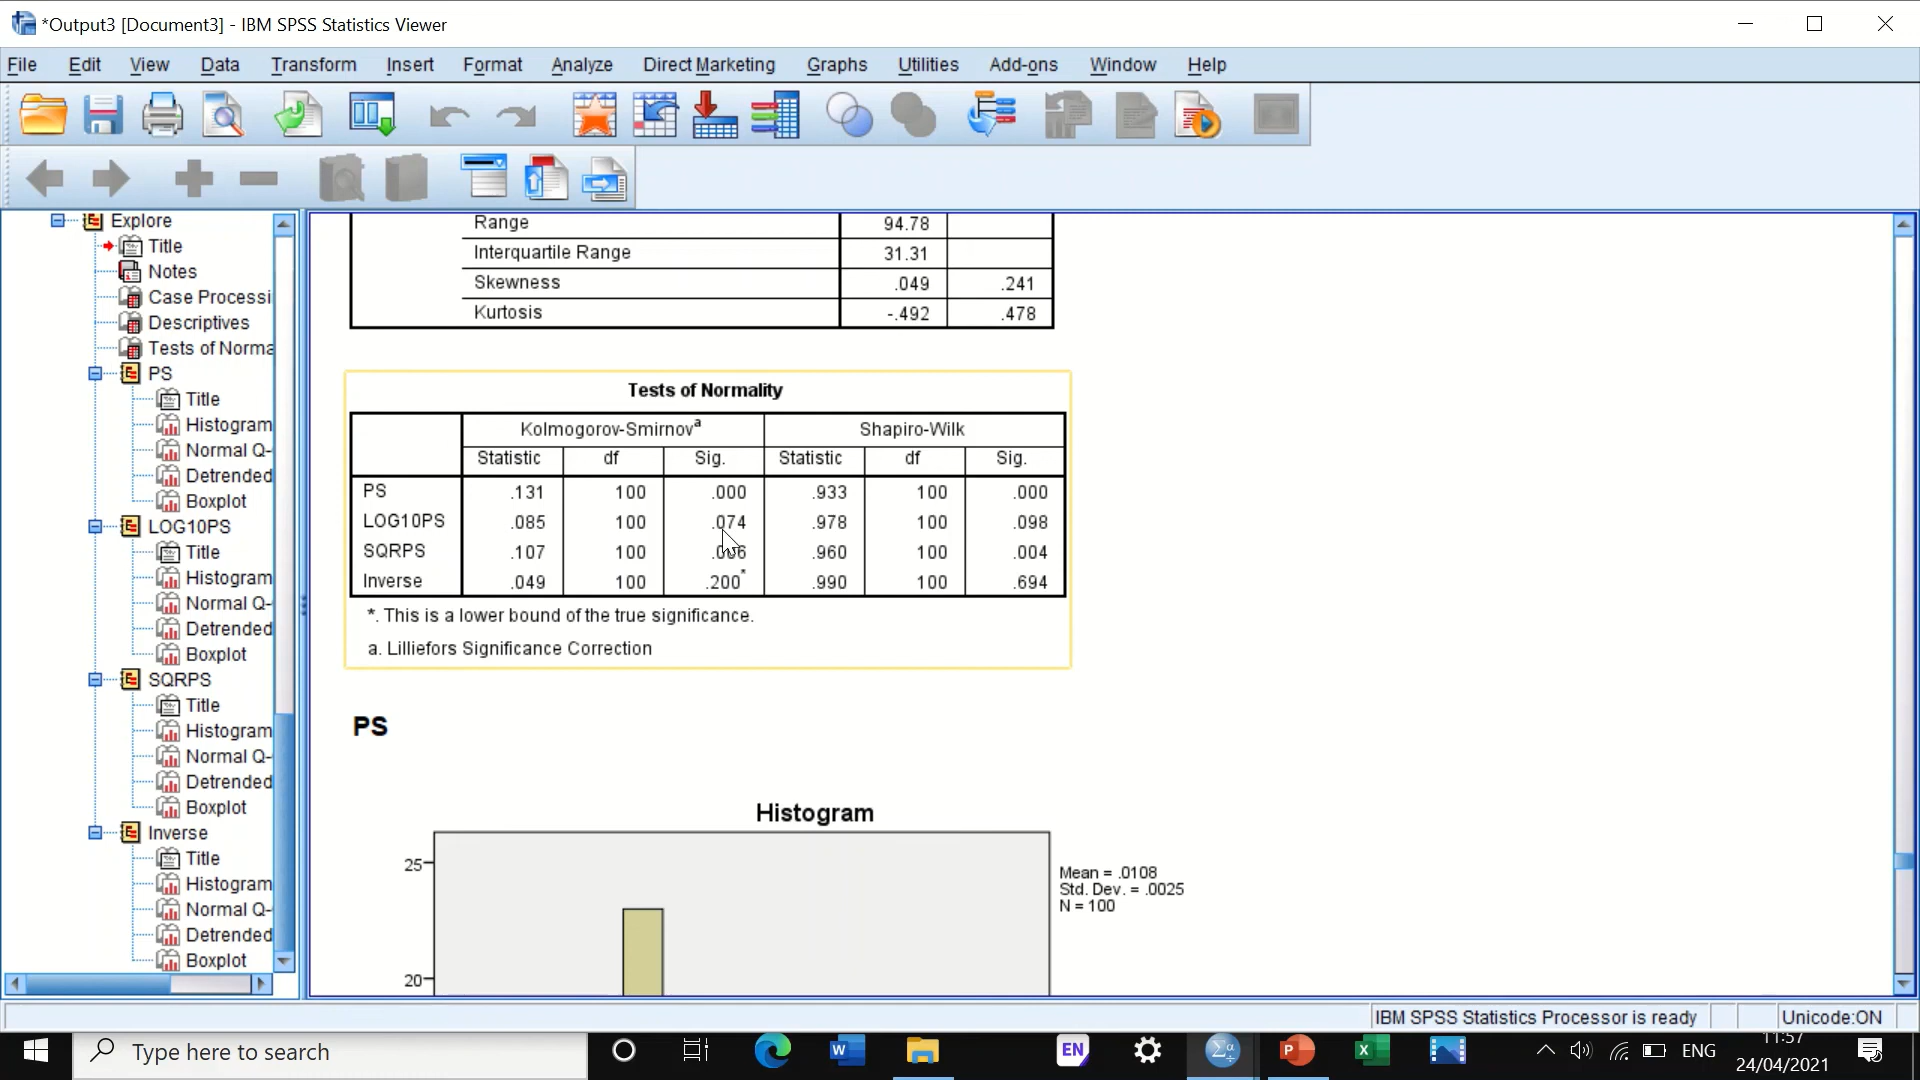 *Output3 [Document3] - IBM SPSS Statistics Viewer
File Edit View Data Transform Insert Format Analyze Direct Marketing Graphs Utilities Add-ons Window Help
Explore
Title
Notes
Case Processi
Descriptives
Tests of Norma
PS
Title
Histogram
Normal Q-
Detrended
Boxplot
LOG10PS
Title
Histogram
Normal Q-
Detrended
Boxplot
SQRPS
Title
Histogram
Normal Q-
Detrended
Boxplot
Inverse
Title
Histogram
Normal Q-
Detrended
Boxplot
Range 94.78
Interquartile Range 31.31
Skewness .049 .241
Kurtosis -.492 .478
Tests of Normality
Kolmogorov-Smirnov^a Shapiro-Wilk
Statistic df Sig. Statistic df Sig.
PS .131 100 .000 .933 100 .000
LOG10PS .085 100 .074 .978 100 .098
SQRPS .107 100 .960 100 .004
Inverse .049 100 .200* .990 100 .694
*. This is a lower bound of the true significance.
a. Lilliefors Significance Correction
PS
Histogram
25
20
Mean = .0108
Std. Dev. = .0025
N = 100
IBM SPSS Statistics Processor is ready Unicode:ON
Type here to search
EN
ENG
11:57
24/04/2021